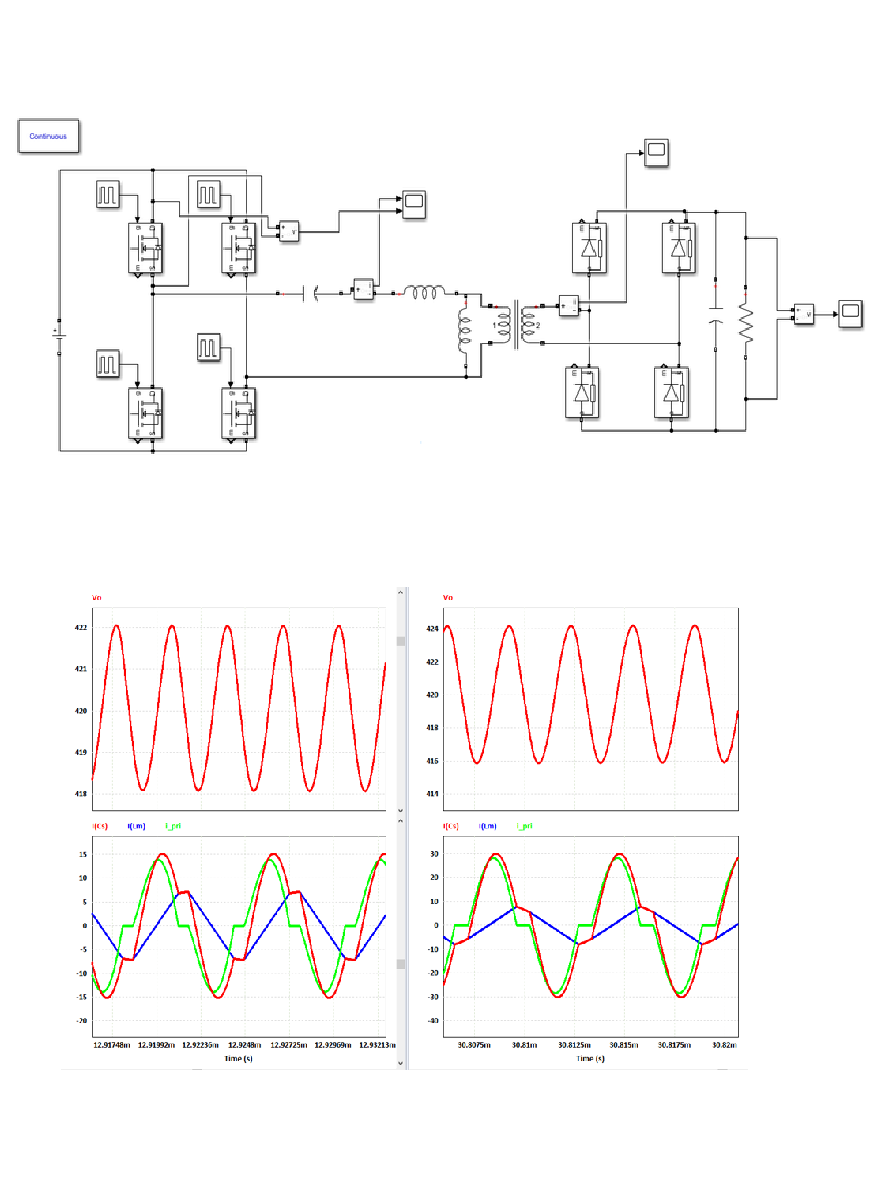 Continuous
g
D
g
D
m
S
m
S
+
-
v
i
+
-
1
2
+
i
-
m
a
m
a
+
-
v
+
g
D
g
D
m
S
m
S
Vo
422
421
420
419
418
Vo
424
422
420
418
416
414
I(Lm)
I_pri
15
10
5
0
-5
-10
-15
-20
12.91748m 12.91992m 12.92236m 12.9248m 12.92725m 12.92969m 12.93213m
Time (s)
I_pri
30
20
10
0
-10
-20
-30
-40
30.8075m 30.81m 30.8125m 30.815m 30.8175m 30.82m
Time (s)